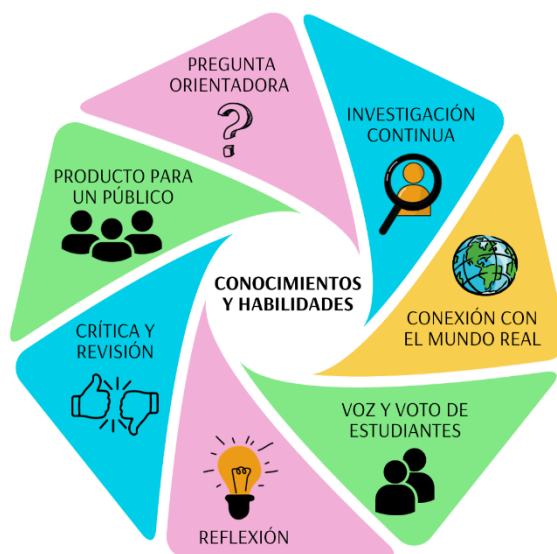 PREGUNTA
ORIENTADORA
INVESTIGACIÓN
CONTINUA
CONEXIÓN CON
EL MUNDO REAL
VOZ Y VOTO DE
ESTUDIANTES
REFLEXIÓN
CRÍTICA Y
REVISIÓN
PRODUCTO PARA
UN PÚBLICO
CONOCIMIENTOS
Y HABILIDADES